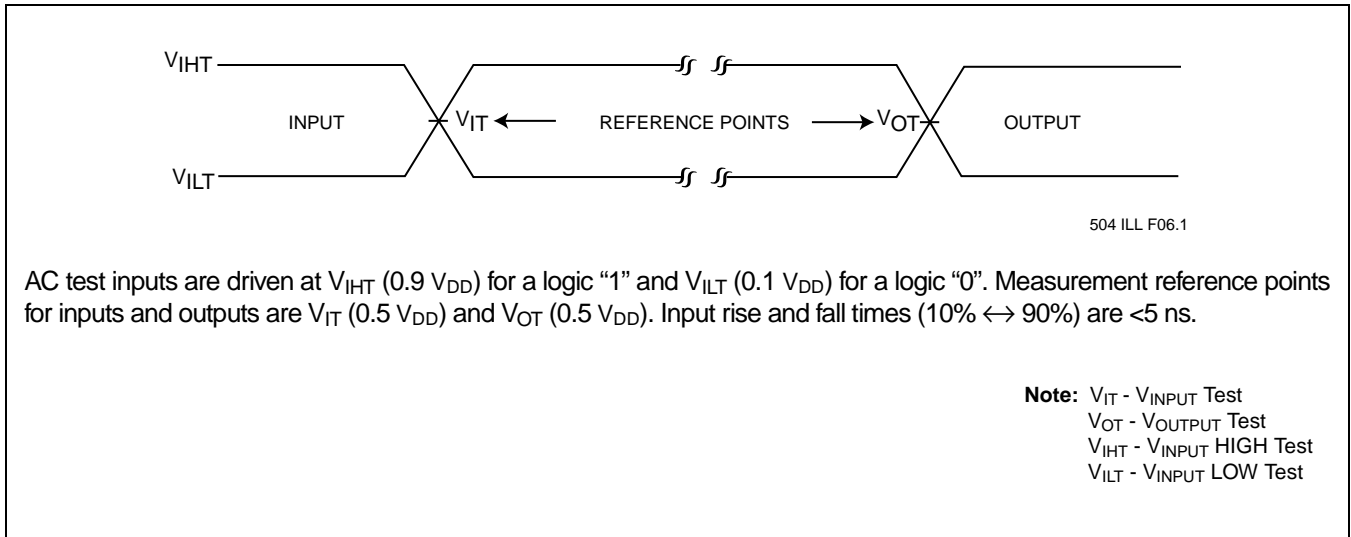 VIHT
INPUT VIT REFERENCE POINTS VOT OUTPUT
VILT
504 ILL F06.1
AC test inputs are driven at VIHT (0.9 VDD) for a logic “1” and VILT (0.1 VDD) for a logic “0”. Measurement reference points
for inputs and outputs are VIT (0.5 VDD) and VOT (0.5 VDD). Input rise and fall times (10% ↔ 90%) are <5 ns.
Note: VIT - VINPUT Test
VOT - VOUTPUT Test
VIHT - VINPUT HIGH Test
VILT - VINPUT LOW Test